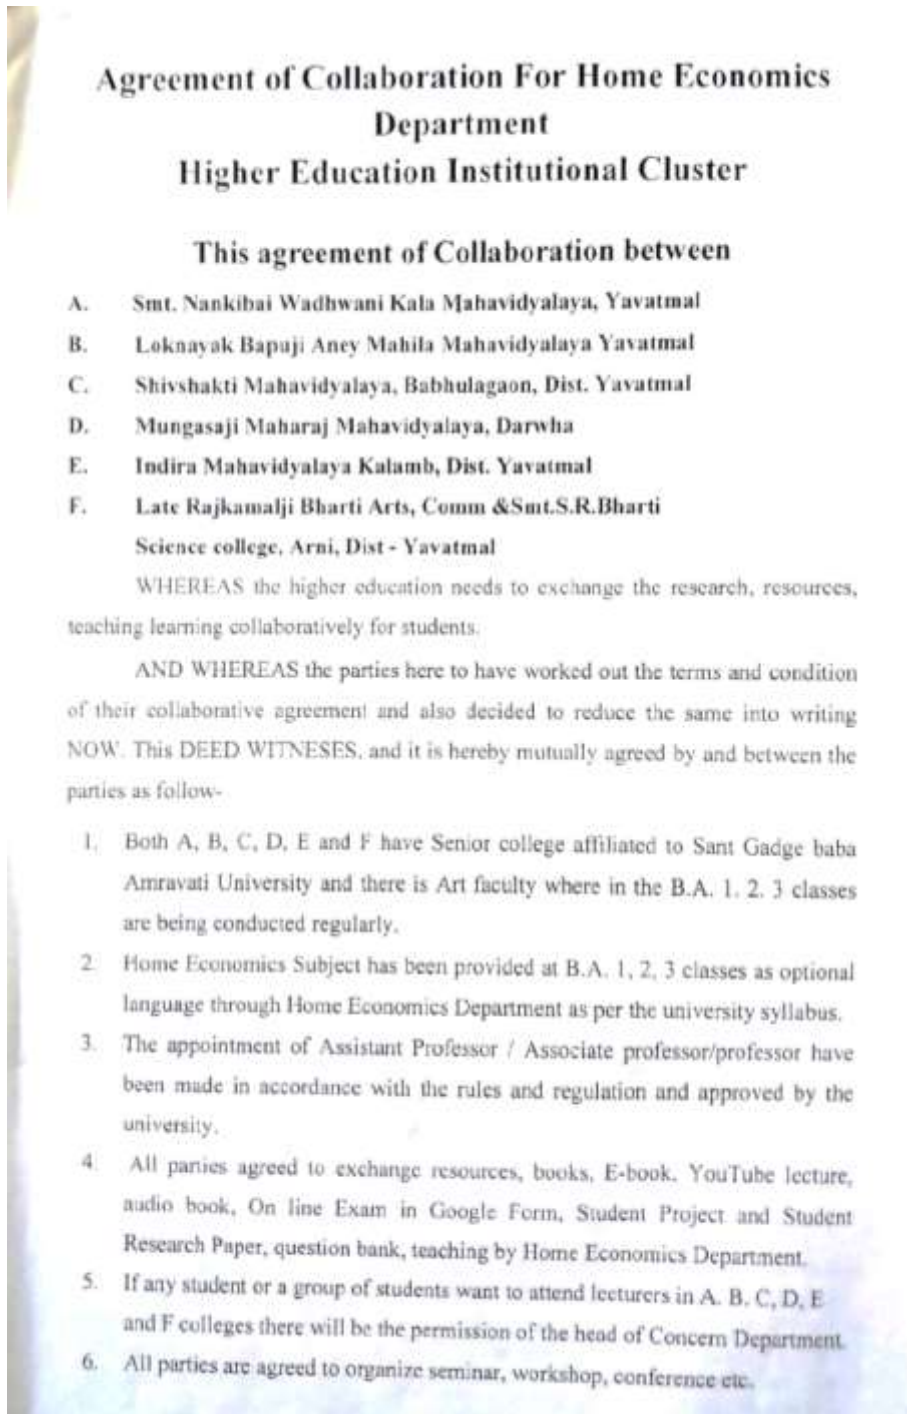 Agreement of Collaboration For Home Economics
Department
Higher Education Institutional Cluster
This agreement of Collaboration between
A. Smt. Nankibai Wadhwani Kala Mahavidyalaya, Yavatmal
B. Loknayak Bapuji Aney Mahila Mahavidyalaya Yavatmal
C. Shivshakti Mahavidyalaya, Babhulagaon, Dist. Yavatmal
D. Mungasaji Maharaj Mahavidyalaya, Darwha
E. Indira Mahavidyalaya Kalamb, Dist. Yavatmal
F. Late Rajkamalji Bharti Arts, Comm &Smt.S.R.Bharti
Science college, Arni, Dist - Yavatmal
WHEREAS the higher education needs to exchange the research, resources,
teaching learning collaboratively for students.
AND WHEREAS the parties here to have worked out the terms and condition
of their collaborative agreement and also decided to reduce the same into writing
NOW. This DEED WITNESES, and it is hereby mutually agreed by and between the
parties as follow-
1. Both A, B, C, D, E and F have Senior college affiliated to Sant Gadge baba
Amravati University and there is Art faculty where in the B.A. 1, 2, 3 classes
are being conducted regularly.
2. Home Economics Subject has been provided at B.A. 1, 2, 3 classes as optional
language through Home Economics Department as per the university syllabus.
3. The appointment of Assistant Professor / Associate professor/professor have
been made in accordance with the rules and regulation and approved by the
university.
4. All parties agreed to exchange resources, books, E-book, YouTube lecture,
audio book, On line Exam in Google Form, Student Project and Student
Research Paper, question bank, teaching by Home Economics Department.
5. If any student or a group of students want to attend lecturers in A. B, C, D, E
and F colleges there will be the permission of the head of Concern Department.
6. All parties are agreed to organize seminar, workshop, conference etc.